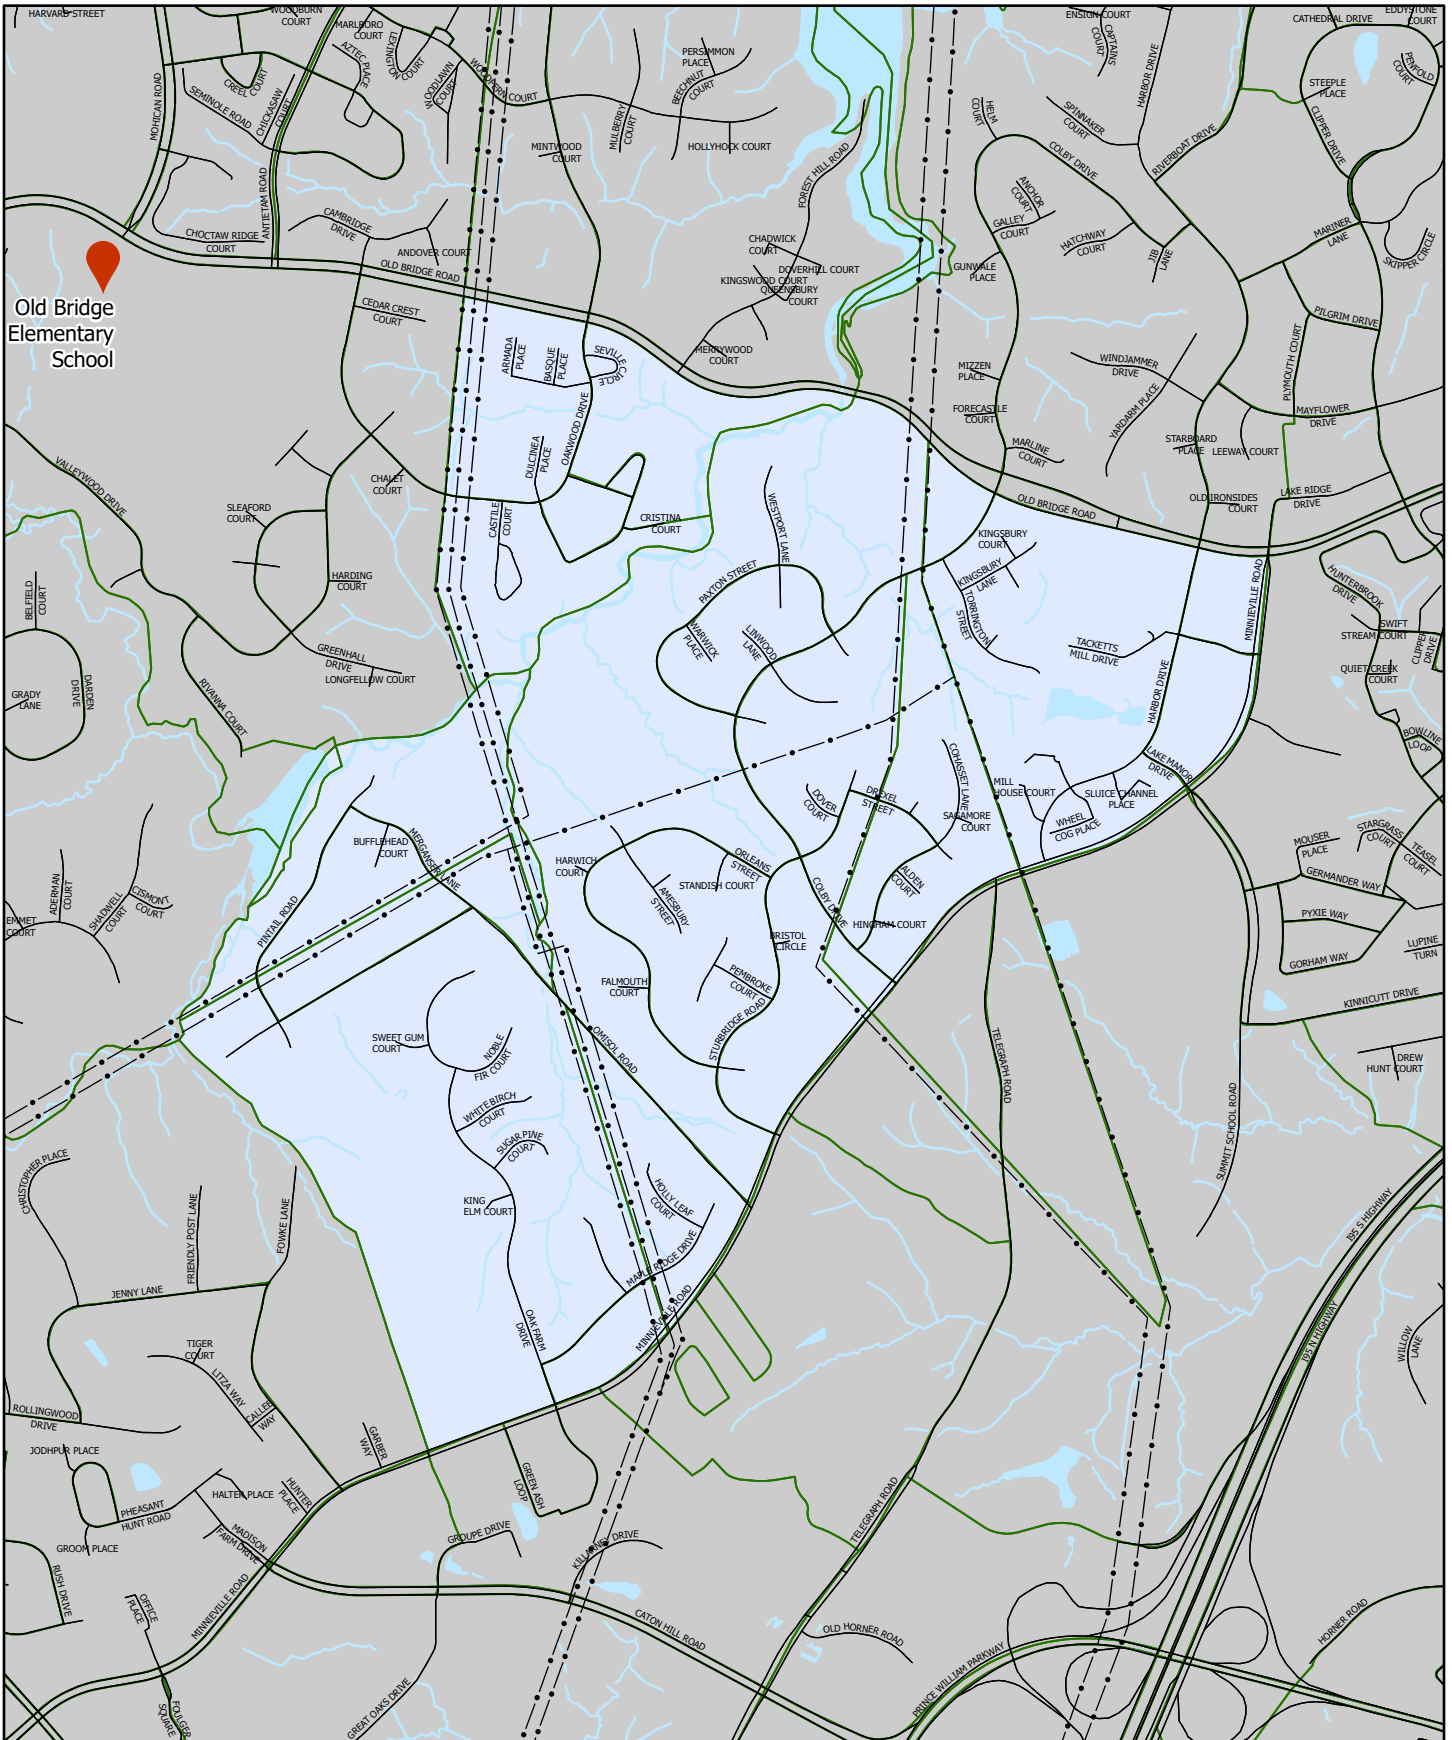 HARVARD STREET
WOODBURN
COURT
MARLBORO
COURT
LEXINGTON
COURT
AZTEC PLACE
CREEL COURT
SEMINOLE ROAD
CHICKASAW
COURT
MOHICAN ROAD
WOODLAWN
COURT
WOODFERN COURT
MULBERRY
COURT
PERSIMMON
PLACE
BEECHNUT
COURT
HOLLYHOCK COURT
MINTWOOD
COURT
FOREST HILL ROAD
ENSIGN COURT
CAPTAINS
COURT
HARBOR DRIVE
CATHEDRAL DRIVE
EDDYSTONE
COURT
PENFOLD
COURT
STEEPLE
PLACE
CLIPPER DRIVE
HELM
COURT
SPINNAKER
COURT
COLBY DRIVE
RIVERBOAT DRIVE
ANCHOR
COURT
GALLEY
COURT
HATCHWAY
COURT
JIB
LANE
MARINER
LANE
SKIPPER CIRCLE
ANTIETAM ROAD
CHOCTAW RIDGE
COURT
CAMBRIDGE
DRIVE
ANDOVER COURT
OLD BRIDGE ROAD
CHADWICK
COURT
DOVERHILL COURT
KINGSWOOD COURT
QUEENSBURY
COURT
GUNWALE
PLACE
Old Bridge
Elementary
School
CEDAR CREST
COURT
ARMADA
PLACE
BASQUE
PLACE
SEVILLE
CIRCLE
MERRYWOOD
COURT
MIZZEN
PLACE
WINDJAMMER
DRIVE
PLYMOUTH COURT
PILGRIM DRIVE
YARDARM PLACE
FORECASTLE
COURT
MARLINE
COURT
STARBOARD
PLACE
LEEWAY COURT
MAYFLOWER
DRIVE
VALLEYWOOD DRIVE
SLEAFORD
COURT
CHALET
COURT
DULCINEA
PLACE
OAKWOOD DRIVE
CASTILE
COURT
CRISTINA
COURT
WESTPORT LANE
OLD BRIDGE ROAD
OLD IRONSIDES
COURT
LAKE RIDGE
DRIVE
BELFIELD
COURT
HARDING
COURT
PAXTON STREET
KINGSBURY
COURT
KINGSBURY
LANE
TORRINGTON
STREET
MINNIEVILLE ROAD
HUNTERBROOK
DRIVE
SWIFT
STREAM COURT
CLIPPER
DRIVE
GREENHALL
DRIVE
LONGFELLOW COURT
WARWICK
PLACE
LINWOOD
LANE
TACKETTS
MILL DRIVE
QUIET CREEK
COURT
GRADY
LANE
DARDEN
DRIVE
RIVANNA COURT
HARBOR DRIVE
BOWLINE
LOOP
COHASSET LANE
LAKE MANOR
DRIVE
MILL
HOUSE COURT
SLUICE CHANNEL
PLACE
DOVER
COURT
DREXEL
STREET
SAGAMORE
COURT
WHEEL
COG PLACE
BUFFLEHEAD
COURT
MERGANSER LANE
HARWICH
COURT
ORLEANS
STREET
STANDISH COURT
AMESBURY
STREET
ALDEN
COURT
COLBY DRIVE
HINGHAM COURT
MOUSER
PLACE
STARGRASS
COURT
TEASEL
COURT
GERMANDER WAY
PYXIE WAY
GORHAM WAY
LUPINE
TURN
KINNICUTT DRIVE
ADERMAN
COURT
SHADWELL
COURT
CISMONT
COURT
EMMET
COURT
PINTAIL ROAD
BRISTOL
CIRCLE
FALMOUTH
COURT
PEMBROKE
COURT
STURBRIDGE ROAD
SWEET GUM
COURT
NOBLE
FIR COURT
OMISOL ROAD
TELEGRAPH ROAD
DREW
HUNT COURT
SUMMIT SCHOOL ROAD
WHITE BIRCH
COURT
SUGAR PINE
COURT
KING
ELM COURT
HOLLY LEAF
COURT
CHRISTOPHER PLACE
FRIENDLY POST LANE
FOWKE LANE
MAPLE RIDGE DRIVE
I95 S HIGHWAY
JENNY LANE
OAK FARM
DRIVE
MINNIEVILLE ROAD
I95 N HIGHWAY
WILLOW
LANE
TIGER
COURT
LITZA WAY
CALLEE
WAY
ROLLINGWOOD
DRIVE
GARBER
WAY
JODHPUR PLACE
HALTER PLACE
HUNTER
PLACE
GREEN ASH
LOOP
PHEASANT
HUNT ROAD
GROOM PLACE
MADISON
FARM DRIVE
GROUPE DRIVE
KILLARNEY DRIVE
TELEGRAPH ROAD
RUSH DRIVE
OFFICE
PLACE
MINNIEVILLE ROAD
CATON HILL ROAD
OLD HORNER ROAD
HORNER ROAD
PRINCE WILLIAM PARKWAY
GREAT OAKS DRIVE
FOULGER
SQUARE